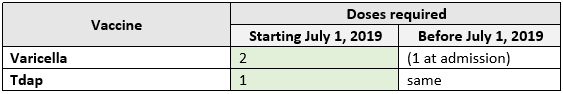 Vaccine Doses required
Starting July 1, 2019 Before July 1, 2019
Varicella 2 (1 at admission)
Tdap 1 same